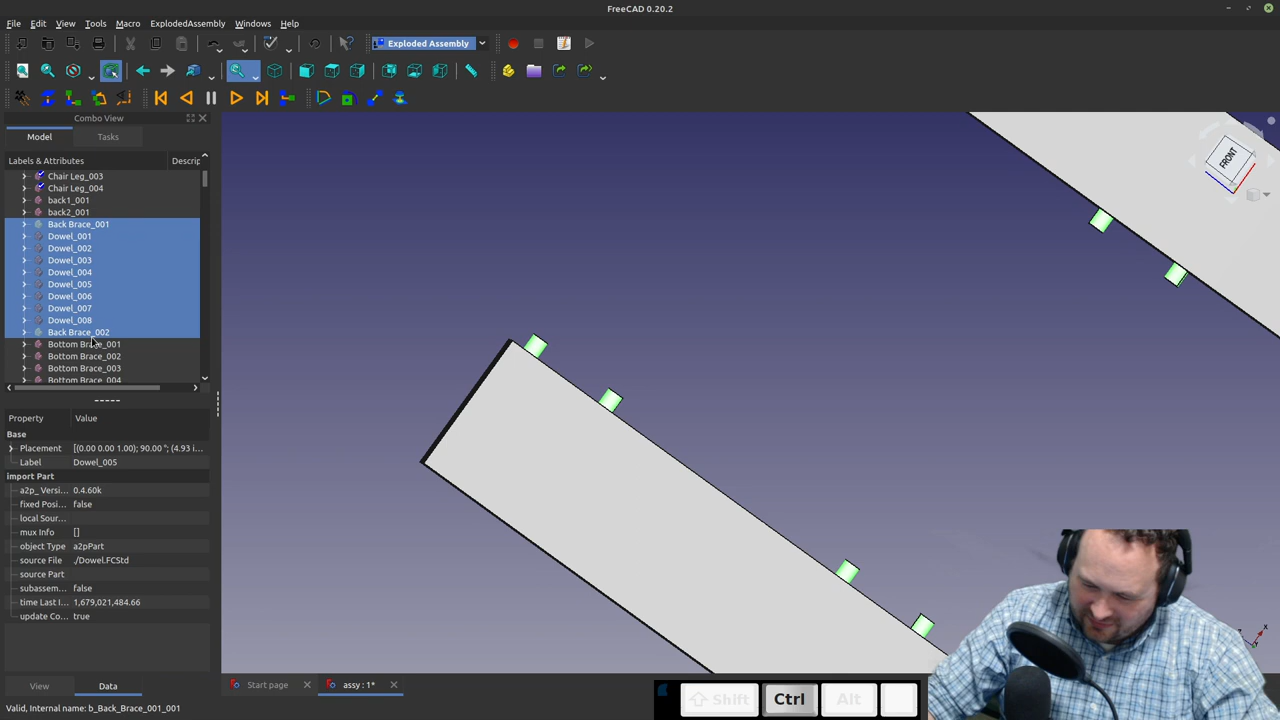 FreeCAD 0.20.2
File Edit View Tools Macro ExplodedAssembly Windows Help
Exploded Assembly
Combo View
Model Tasks
Labels & Attributes Descrip
Chair Leg_003
Chair Leg_004
back1_001
back2_001
Back Brace_001
Dowel_001
Dowel_002
Dowel_003
Dowel_004
Dowel_005
Dowel_006
Dowel_007
Dowel_008
Back Brace_002
Bottom Brace_001
Bottom Brace_002
Bottom Brace_003
Bottom Brace_004
FRONT
Property Value
Base
Placement [(0.00 0.00 1.00); 90.00 °; (4.93 i...
Label Dowel_005
Import Part
a2p_ Versi... 0.4.60k
fixed Posi... false
local Sour...
mux Info []
object Type a2pPart
source File ./Dowel.FCStd
source Part
subassem... false
time Last I... 1,679,021,484.66
update Co... true
View Data
Start page assy : 1*
Shift Ctrl Alt
Valid, Internal name: b_Back_Brace_001_001